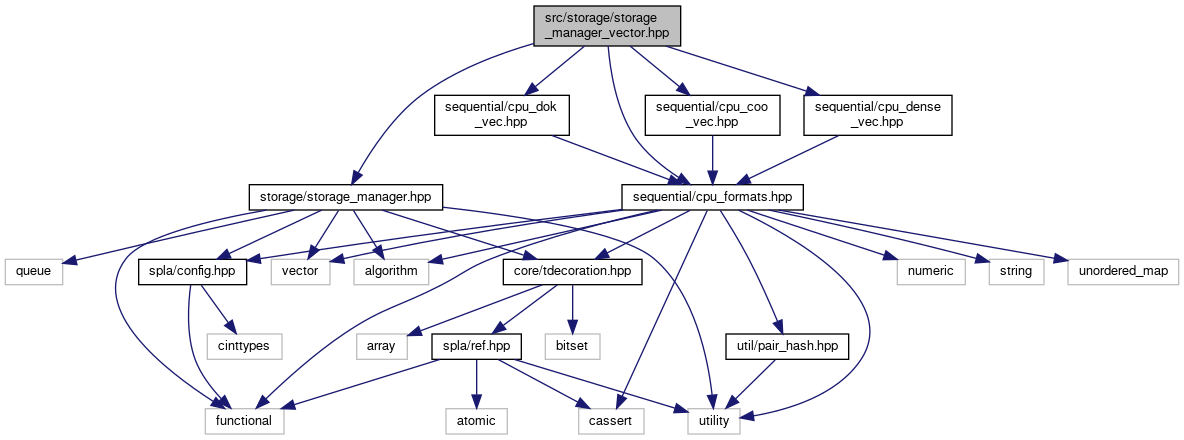 src/storage/storage
_manager_vector.hpp
sequential/cpu_dok
_vec.hpp
sequential/cpu_coo
_vec.hpp
sequential/cpu_dense
_vec.hpp
storage/storage_manager.hpp
sequential/cpu_formats.hpp
queue
spla/config.hpp
vector
algorithm
core/tdecoration.hpp
numeric
string
unordered_map
cinttypes
array
spla/ref.hpp
bitset
util/pair_hash.hpp
functional
atomic
cassert
utility